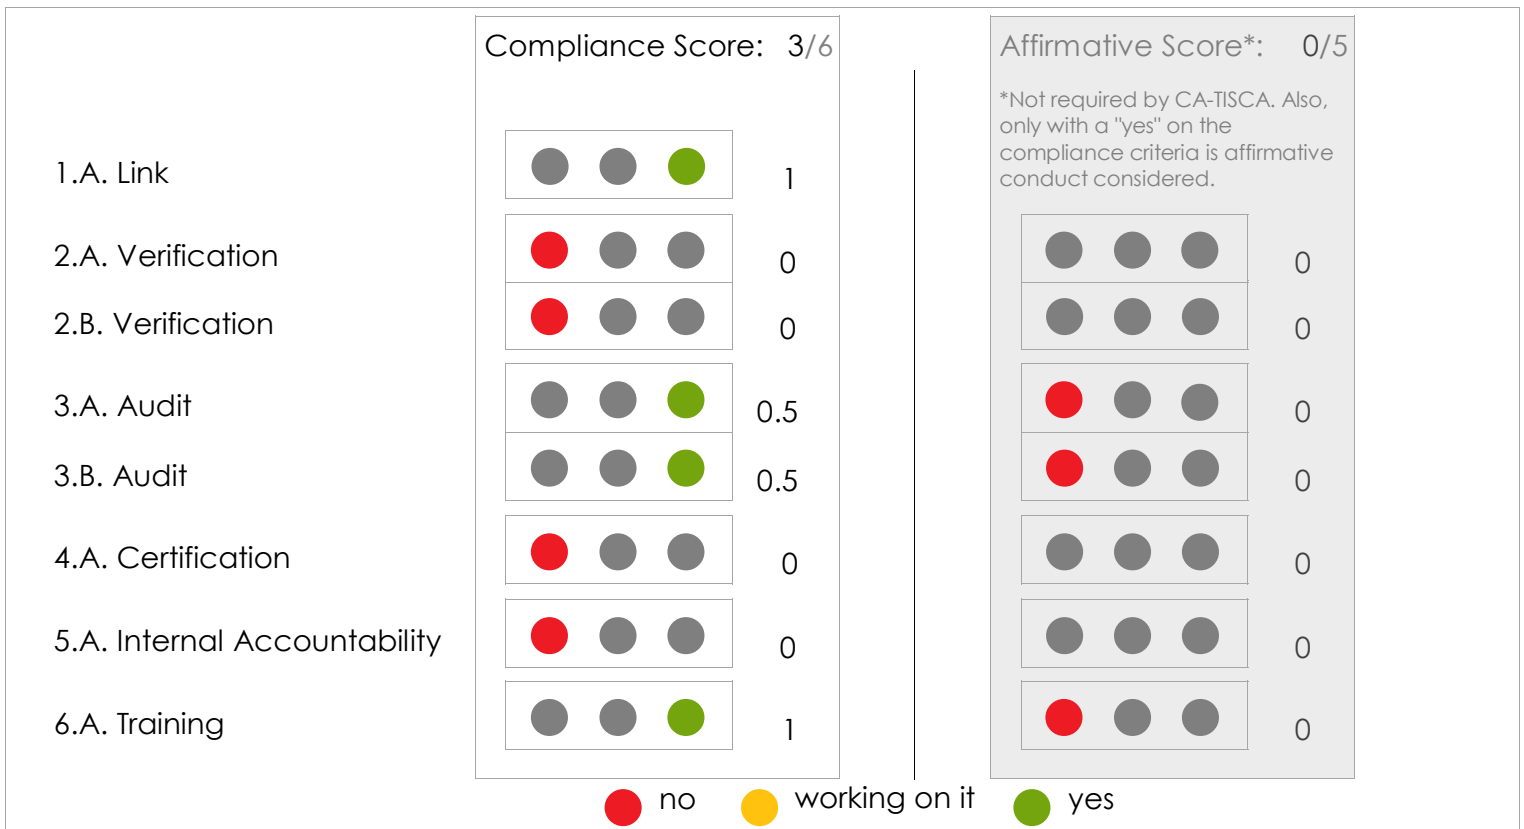 Compliance Score: 3/6
Affirmative Score*: 0/5
*Not required by CA-TISCA. Also,
only with a "yes" on the
compliance criteria is affirmative
conduct considered.
1.A. Link 1
2.A. Verification 0 0
2.B. Verification 0 0
3.A. Audit 0.5 0
3.B. Audit 0.5 0
4.A. Certification 0 0
5.A. Internal Accountability 0 0
6.A. Training 1 0
no working on it yes